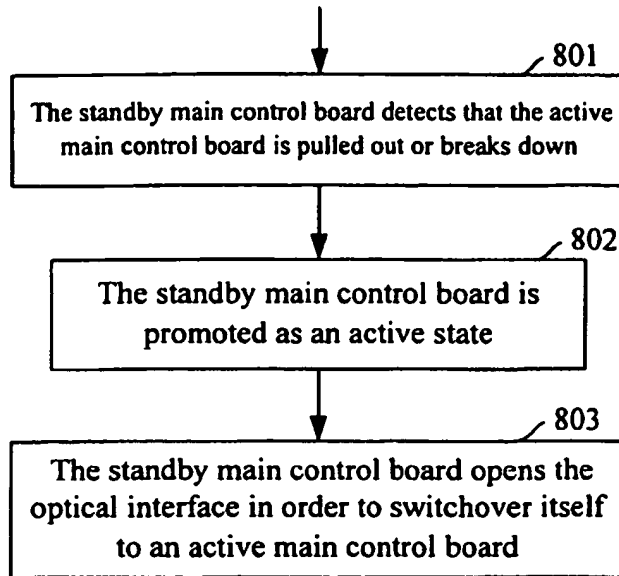 801
The standby main control board detects that the active
main control board is pulled out or breaks down
802
The standby main control board is
promoted as an active state
803
The standby main control board opens the
optical interface in order to switchover itself
to an active main control board